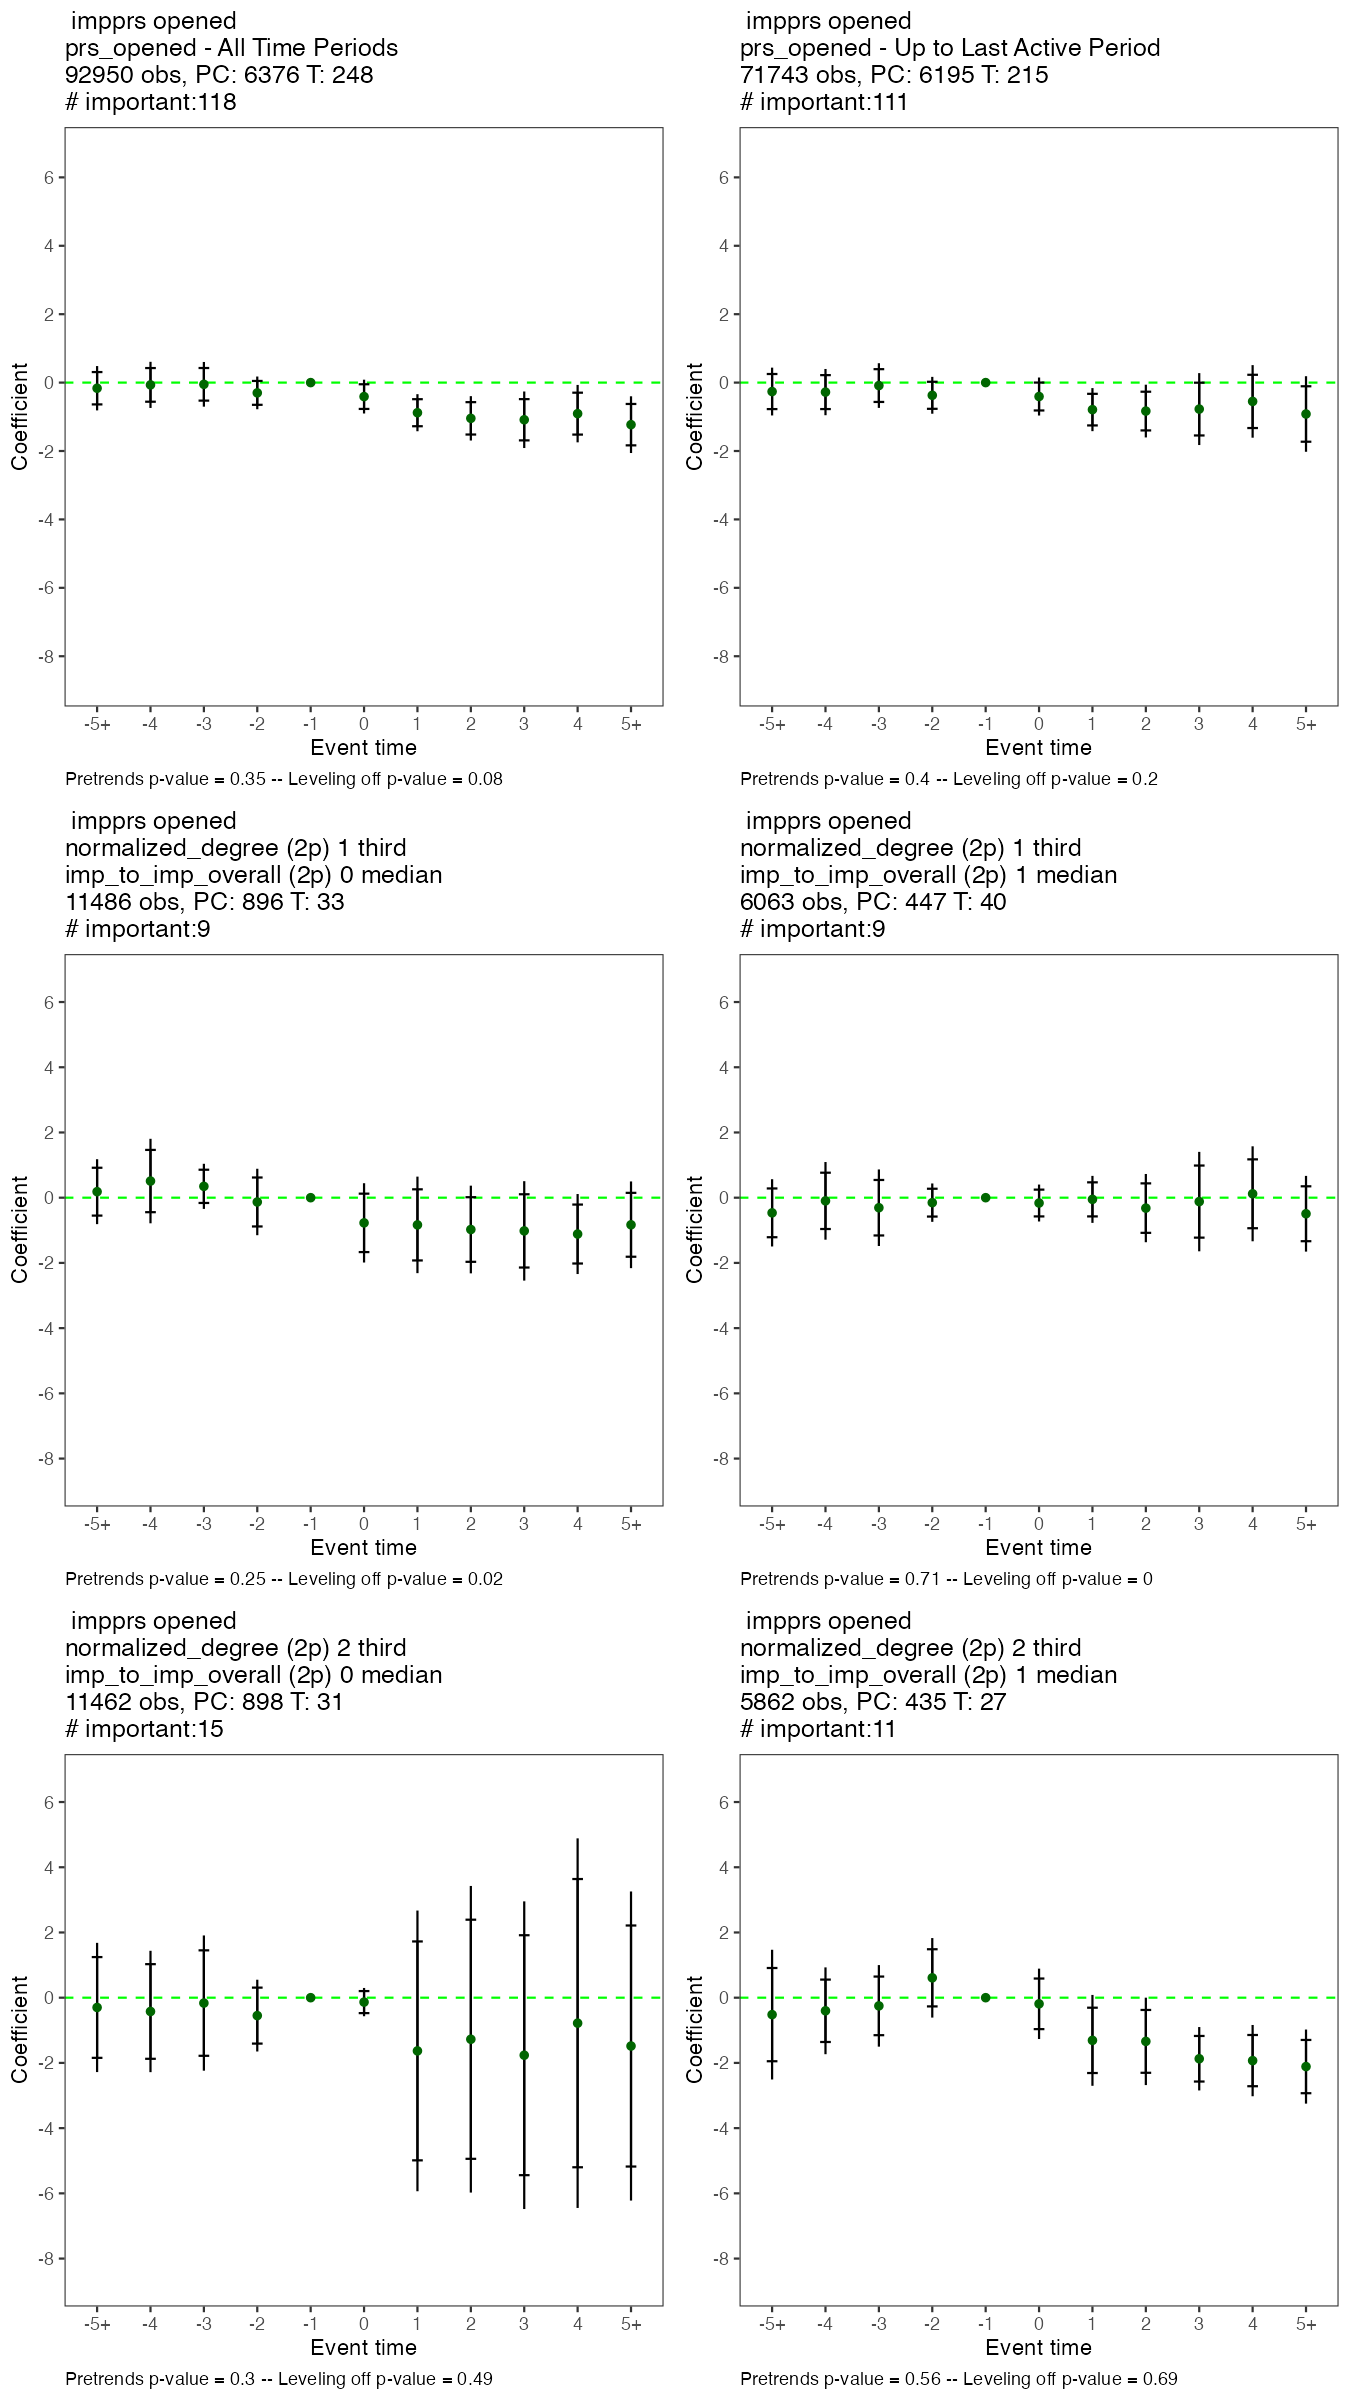 impprs opened
prs_opened - All Time Periods
92950 obs, PC: 6376 T: 248
# important:118
6
4
2
0
-2
-4
-6
-8
Coefficient
-5+ -4 -3 -2 -1 0 1 2 3 4 5+
Event time
Pretrends p-value = 0.35 -- Leveling off p-value = 0.08
impprs opened
prs_opened - Up to Last Active Period
71743 obs, PC: 6195 T: 215
# important:111
6
4
2
0
-2
-4
-6
-8
Coefficient
-5+ -4 -3 -2 -1 0 1 2 3 4 5+
Event time
Pretrends p-value = 0.4 -- Leveling off p-value = 0.2
impprs opened
normalized_degree (2p) 1 third
imp_to_imp_overall (2p) 0 median
11486 obs, PC: 896 T: 33
# important:9
6
4
2
0
-2
-4
-6
-8
Coefficient
-5+ -4 -3 -2 -1 0 1 2 3 4 5+
Event time
Pretrends p-value = 0.25 -- Leveling off p-value = 0.02
impprs opened
normalized_degree (2p) 1 third
imp_to_imp_overall (2p) 1 median
6063 obs, PC: 447 T: 40
# important:9
6
4
2
0
-2
-4
-6
-8
Coefficient
-5+ -4 -3 -2 -1 0 1 2 3 4 5+
Event time
Pretrends p-value = 0.71 -- Leveling off p-value = 0
impprs opened
normalized_degree (2p) 2 third
imp_to_imp_overall (2p) 0 median
11462 obs, PC: 898 T: 31
# important:15
6
4
2
0
-2
-4
-6
-8
Coefficient
-5+ -4 -3 -2 -1 0 1 2 3 4 5+
Event time
Pretrends p-value = 0.3 -- Leveling off p-value = 0.49
impprs opened
normalized_degree (2p) 2 third
imp_to_imp_overall (2p) 1 median
5862 obs, PC: 435 T: 27
# important:11
6
4
2
0
-2
-4
-6
-8
Coefficient
-5+ -4 -3 -2 -1 0 1 2 3 4 5+
Event time
Pretrends p-value = 0.56 -- Leveling off p-value = 0.69